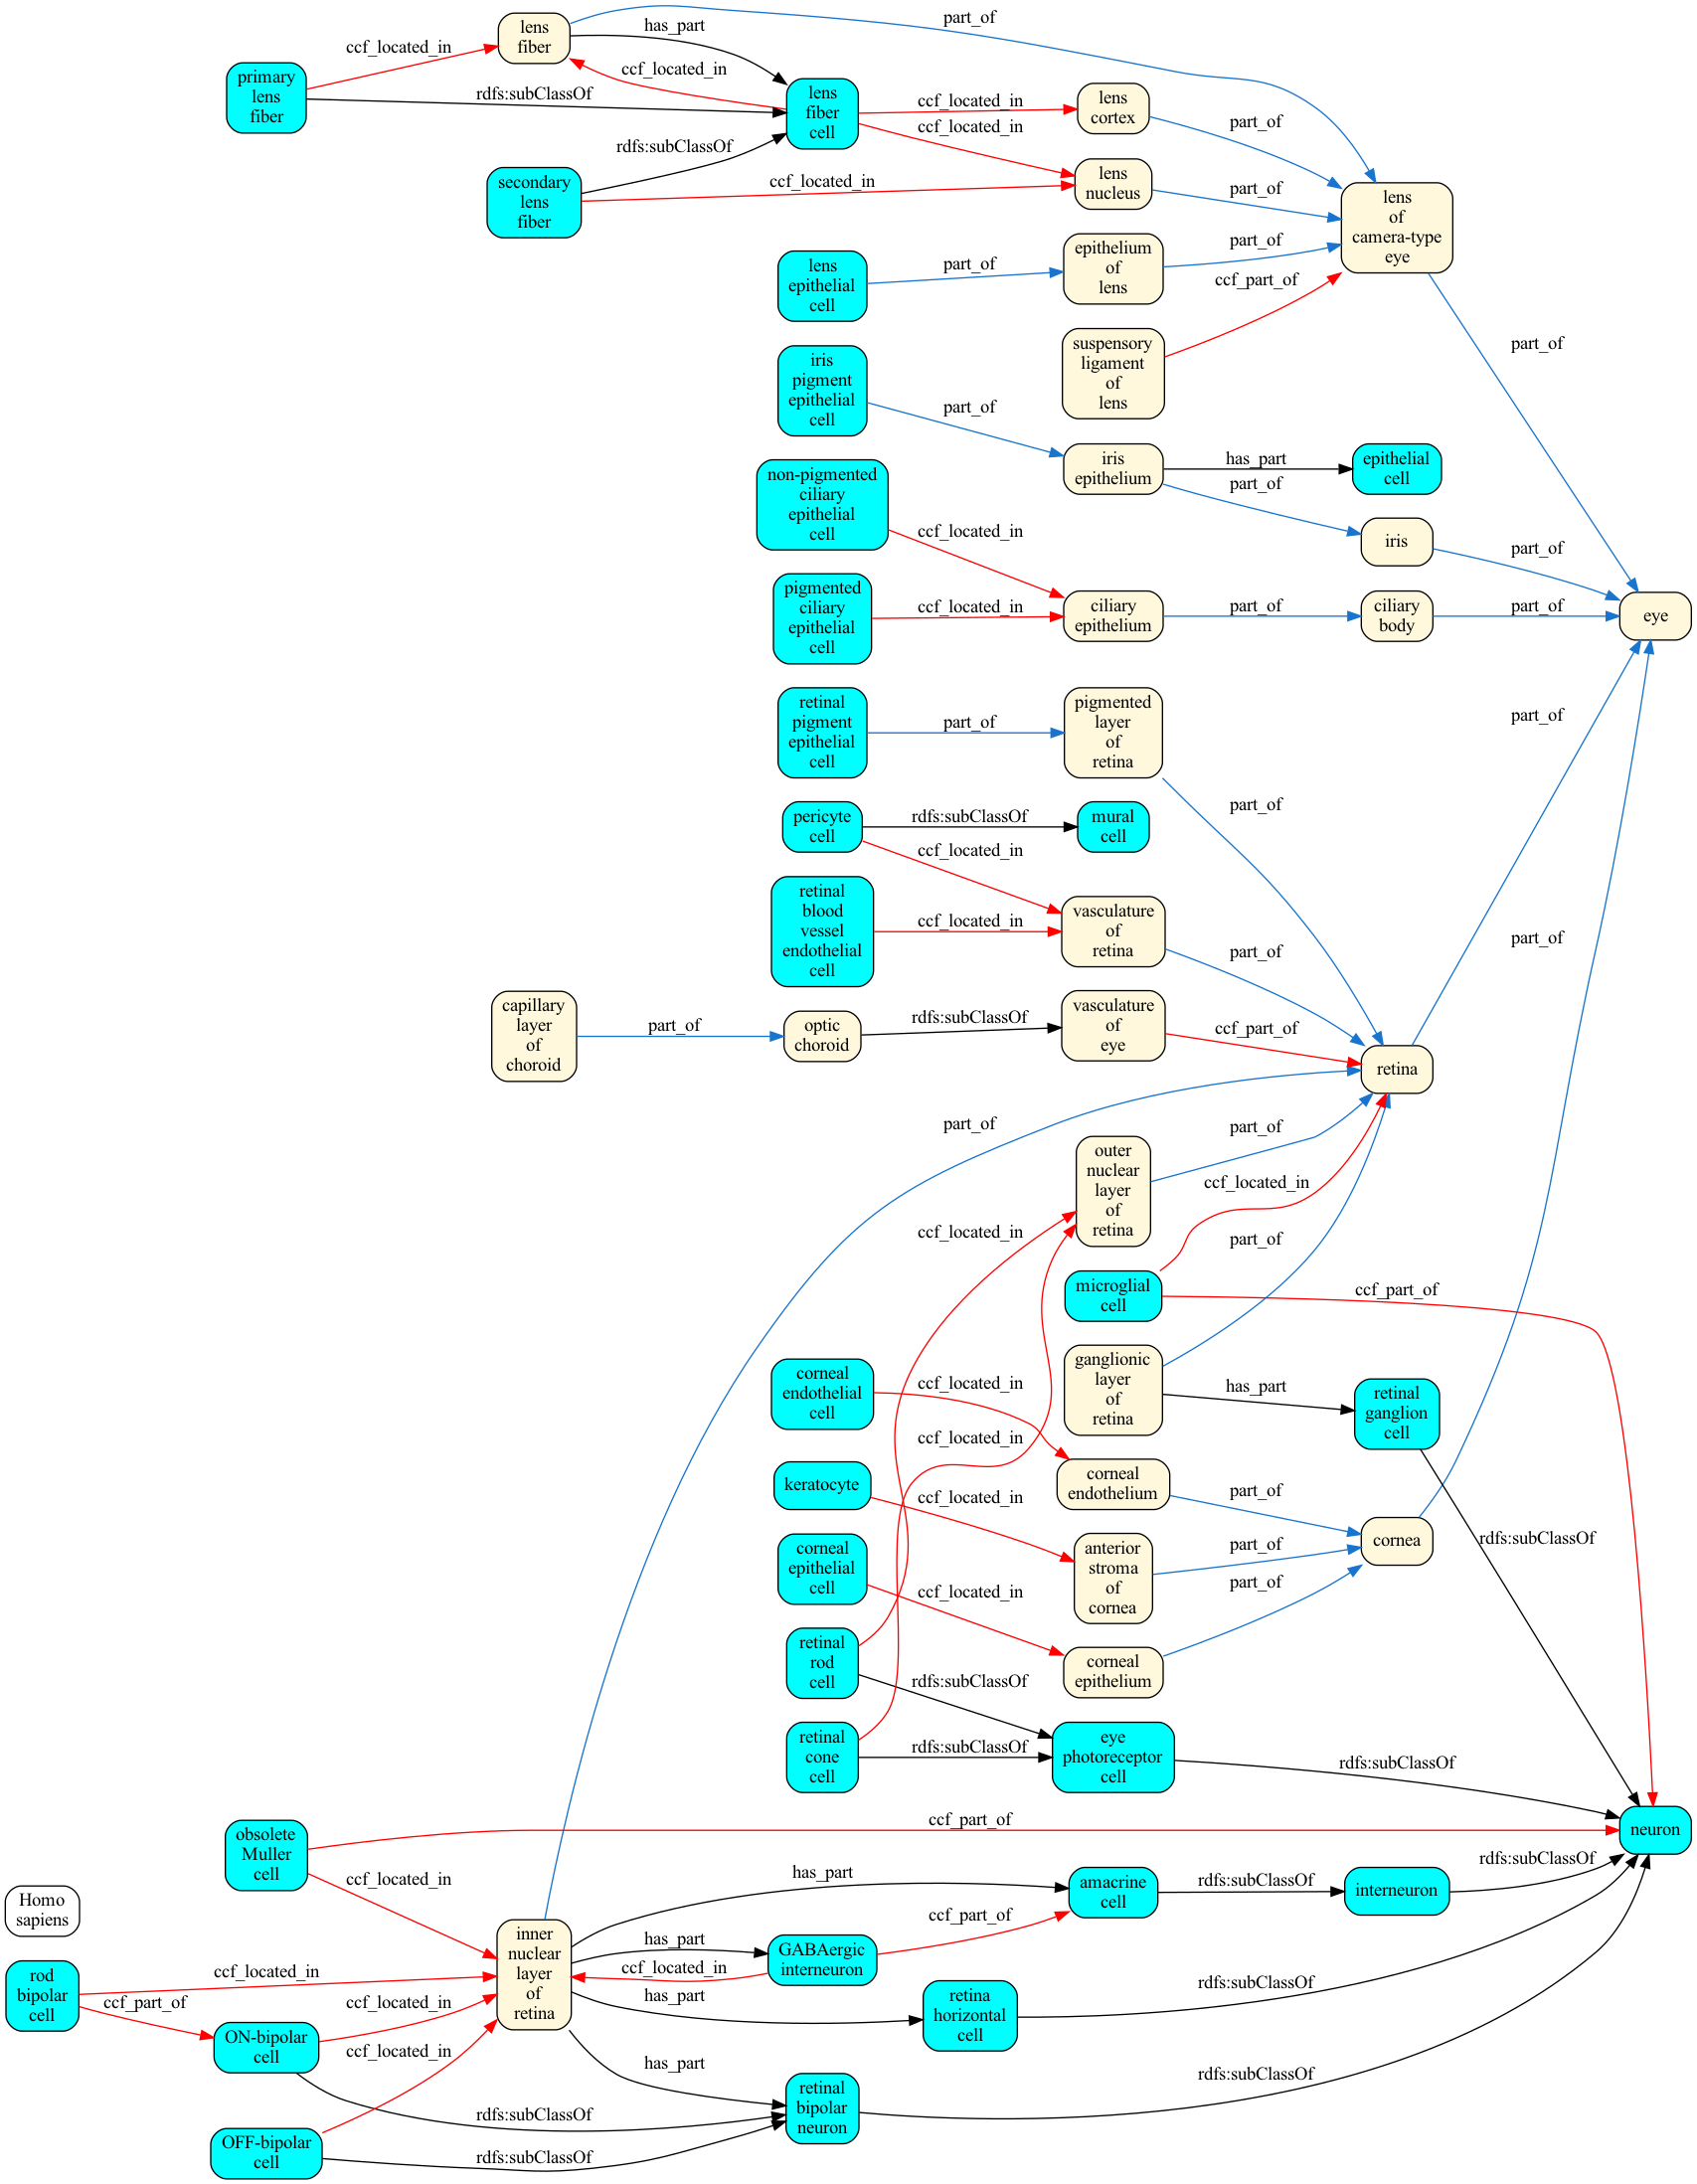 lens
fiber
has_part
part_of
ccf_located_in
primary
lens
fiber
ccf_located_in
rdfs:subClassOf
lens
fiber
cell
ccf_located_in
lens
cortex
part_of
ccf_located_in
rdfs:subClassOf
secondary
lens
fiber
ccf_located_in
lens
nucleus
part_of
lens
of
camera-type
eye
lens
epithelial
cell
part_of
epithelium
of
lens
part_of
ccf_part_of
suspensory
ligament
of
lens
part_of
iris
pigment
epithelial
cell
part_of
iris
epithelium
has_part
epithelial
cell
part_of
iris
part_of
non-pigmented
ciliary
epithelial
cell
ccf_located_in
pigmented
ciliary
epithelial
cell
ccf_located_in
ciliary
epithelium
part_of
ciliary
body
part_of
eye
retinal
pigment
epithelial
cell
part_of
pigmented
layer
of
retina
part_of
part_of
pericyte
cell
rdfs:subClassOf
mural
cell
ccf_located_in
retinal
blood
vessel
endothelial
cell
ccf_located_in
vasculature
of
retina
part_of
part_of
capillary
layer
of
choroid
part_of
optic
choroid
rdfs:subClassOf
vasculature
of
eye
ccf_part_of
retina
part_of
outer
nuclear
layer
of
retina
part_of
ccf_located_in
ccf_located_in
part_of
microglial
cell
ccf_part_of
ganglionic
layer
of
retina
has_part
retinal
ganglion
cell
corneal
endothelial
cell
ccf_located_in
ccf_located_in
corneal
endothelium
part_of
keratocyte
ccf_located_in
anterior
stroma
of
cornea
part_of
cornea
rdfs:subClassOf
corneal
epithelial
cell
ccf_located_in
part_of
corneal
epithelium
retinal
rod
cell
rdfs:subClassOf
retinal
cone
cell
rdfs:subClassOf
eye
photoreceptor
cell
rdfs:subClassOf
neuron
obsolete
Muller
cell
ccf_part_of
ccf_located_in
Homo
sapiens
has_part
amacrine
cell
rdfs:subClassOf
interneuron
rdfs:subClassOf
ccf_part_of
inner
nuclear
layer
of
retina
has_part
GABAergic
interneuron
ccf_located_in
has_part
retina
horizontal
cell
rdfs:subClassOf
rod
bipolar
cell
ccf_located_in
ccf_part_of
ccf_located_in
ON-bipolar
cell
ccf_located_in
has_part
rdfs:subClassOf
retinal
bipolar
neuron
rdfs:subClassOf
OFF-bipolar
cell
rdfs:subClassOf